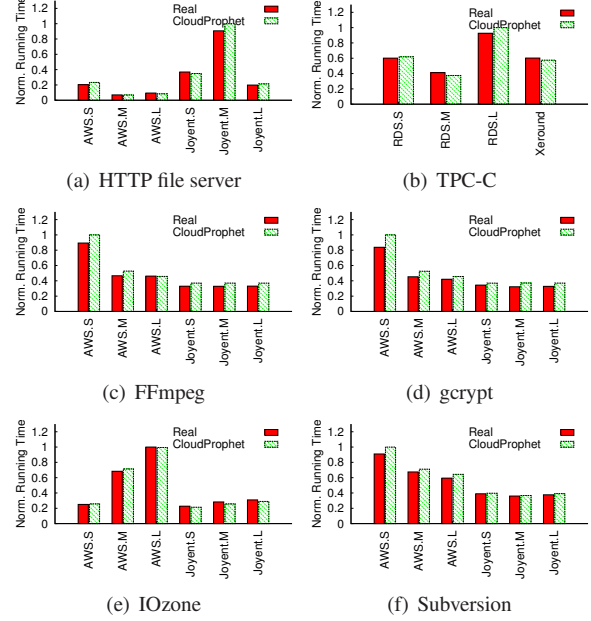 Norm. Running Time
1.2
1
0.8
0.6
0.4
0.2
0
Real
CloudProphet
AWS.S
AWS.M
AWS.L
Joyent.S
Joyent.M
Joyent.L
(a) HTTP file server
Norm. Running Time
1.2
1
0.8
0.6
0.4
0.2
0
Real
CloudProphet
RDS.S
RDS.M
RDS.L
Xeround
(b) TPC-C
Norm. Running Time
1.2
1
0.8
0.6
0.4
0.2
0
Real
CloudProphet
AWS.S
AWS.M
AWS.L
Joyent.S
Joyent.M
Joyent.L
(c) FFmpeg
Norm. Running Time
1.2
1
0.8
0.6
0.4
0.2
0
Real
CloudProphet
AWS.S
AWS.M
AWS.L
Joyent.S
Joyent.M
Joyent.L
(d) gcrypt
Norm. Running Time
1.2
1
0.8
0.6
0.4
0.2
0
Real
CloudProphet
AWS.S
AWS.M
AWS.L
Joyent.S
Joyent.M
Joyent.L
(e) IOzone
Norm. Running Time
1.2
1
0.8
0.6
0.4
0.2
0
Real
CloudProphet
AWS.S
AWS.M
AWS.L
Joyent.S
Joyent.M
Joyent.L
(f) Subversion